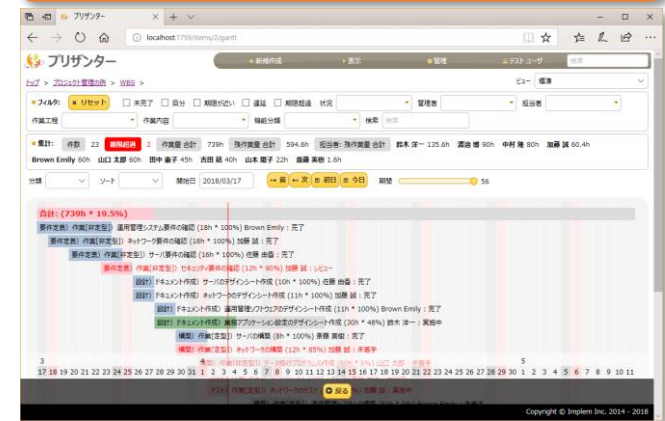 プリザンター
localhost:1759/items/2/gantt
プリザンター
+ 新規作成
表示
管理
テストユーザ
検索
トップ > プロジェクト管理の例 > WBS >
ビュー 標準
フィルタ: × リセット 未完了 自分 期限が近い 遅延 期限超過 状況 管理者 担当者
作業工程 作業内容 機能分類 検索 検索
集計: 件数 23 期限超過 2 作業量 合計 739h 残作業量 合計 594.6h 担当者: 残作業量 合計 鈴木 洋一 135.6h 渡邉 博 90h 中村 隆 80h 加藤 誠 60.4h
Brown Emily 60h 山口 太郎 60h 田中 直子 45h 吉田 結 40h 山本 陽子 22h 斎藤 美樹 1.6h
分類 ソート 開始日 2018/03/17 前 次 初日 今日 期間 56
合計: (739h * 19.5%)
要件定義) 作業[非定型]) 運用管理システム要件の確認 (18h * 100%) Brown Emily : 完了
要件定義) 作業[非定型]) ネットワーク要件の確認 (11h * 100%) 加藤 誠 : 完了
要件定義) 作業[非定型]) サーバ要件の確認 (16h * 100%) 佐藤 由香 : 完了
要件定義) 作業[非定型]) セキュリティ要件の確認 (12h * 90%) 加藤 誠 : レビュー
設計) ドキュメント作成) サーバのデザインシート作成 (10h * 100%) 佐藤 由香 : 完了
設計) ドキュメント作成) ネットワークのデザインシート作成 (11h * 100%) 加藤 誠 : 完了
設計) ドキュメント作成) 運用管理ソフトウェアのデザインシート作成 (11h * 100%) Brown Emily : 完了
設計) ドキュメント作成) 業務アプリケーション設定のデザインシート作成 (30h * 48%) 鈴木 洋一 : 実施中
構築) 作業[定型]) サーバの構築 (8h * 100%) 斎藤 美樹 : 完了
構築) 作業[定型]) ネットワークの構築 (12h * 85%) 加藤 誠 : 未着手
3 4 5
17 18 19 20 21 22 23 24 25 26 27 28 29 30 31 1 2 3 4 5 6 7 8 9 10 11 12 13 14 15 16 17 18 19 20 21 22 23 24 25 26 27 28 29 30 1 2 3 4 5 6 7 8 9 10 11
戻る
Copyright © Implem Inc. 2014 - 2018